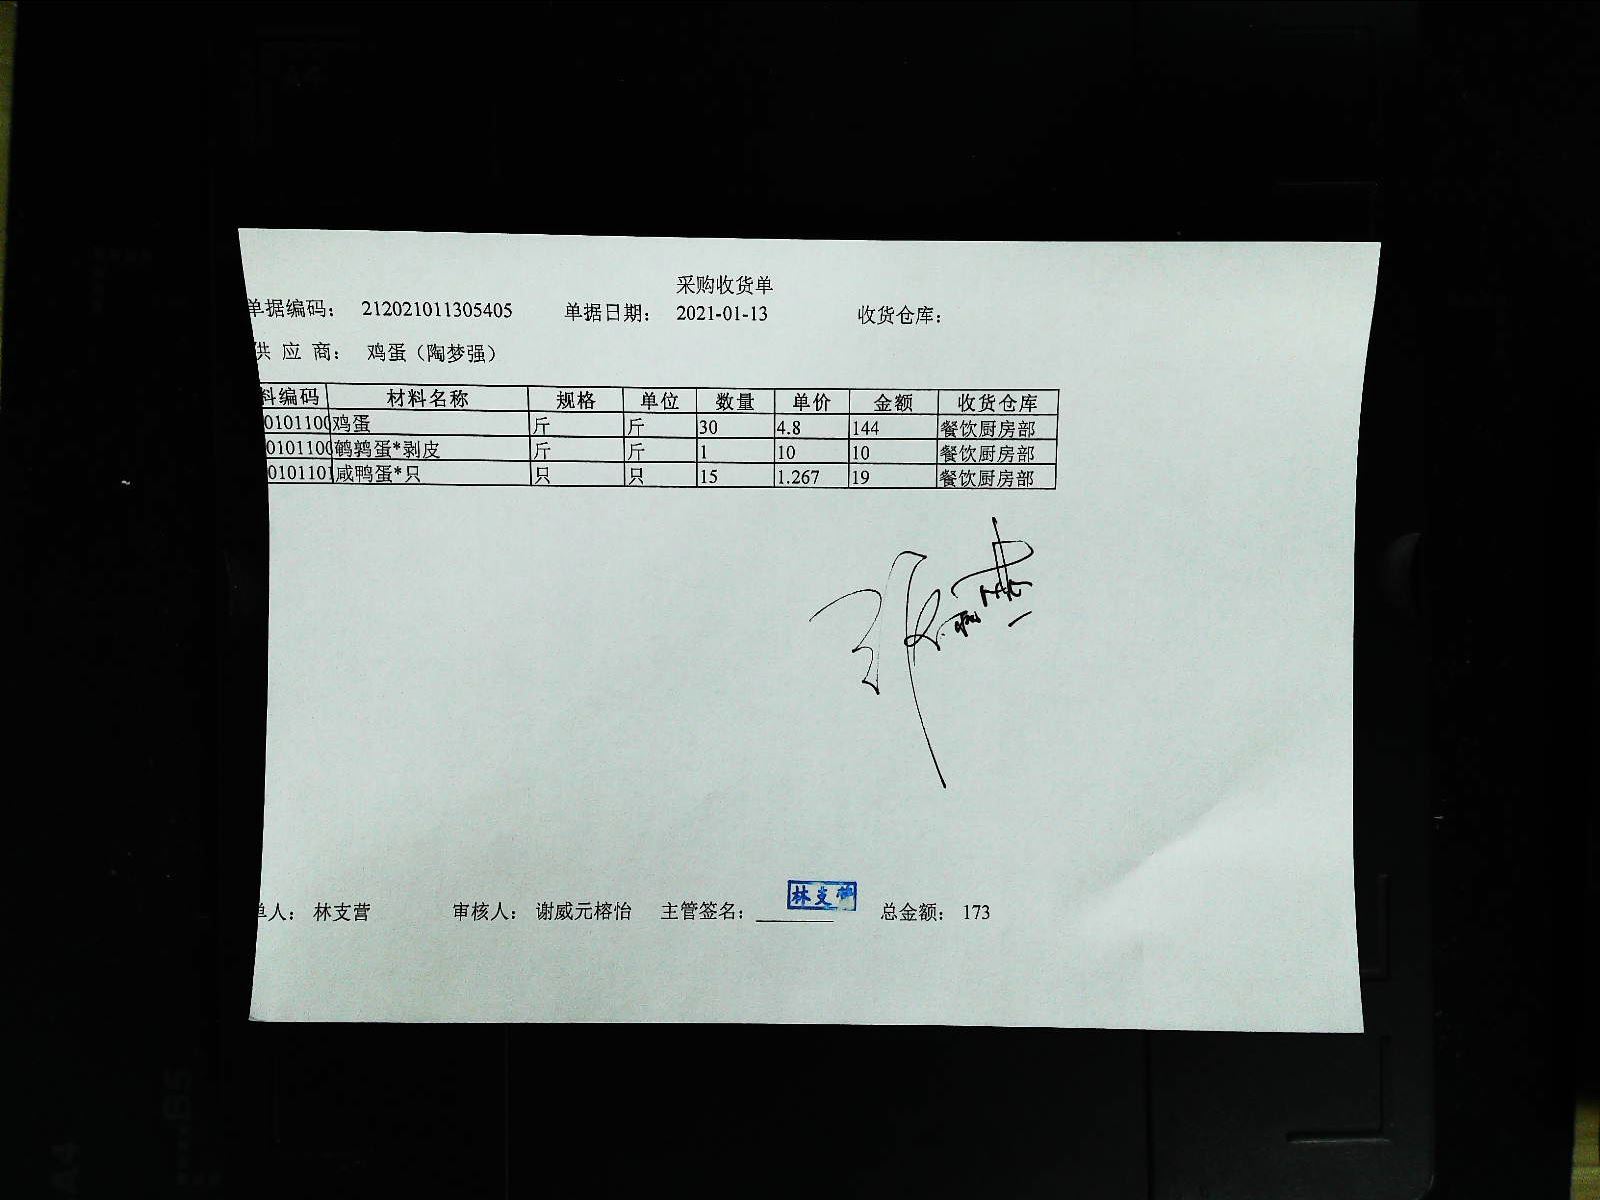 采购收货单
单据编码： 212021011305405 单据日期： 2021-01-13 收货仓库：
供 应 商： 鸡蛋（陶梦强）
料编码 材料名称 规格 单位 数量 单价 金额 收货仓库
0101100 鸡蛋 斤 斤 30 4.8 144 餐饮厨房部
0101100 鹌鹑蛋*剥皮 斤 斤 1 10 10 餐饮厨房部
0101101 咸鸭蛋*只 只 只 15 1.267 19 餐饮厨房部
林支营
单人： 林支营 审核人： 谢威元榕怡 主管签名： 总金额： 173